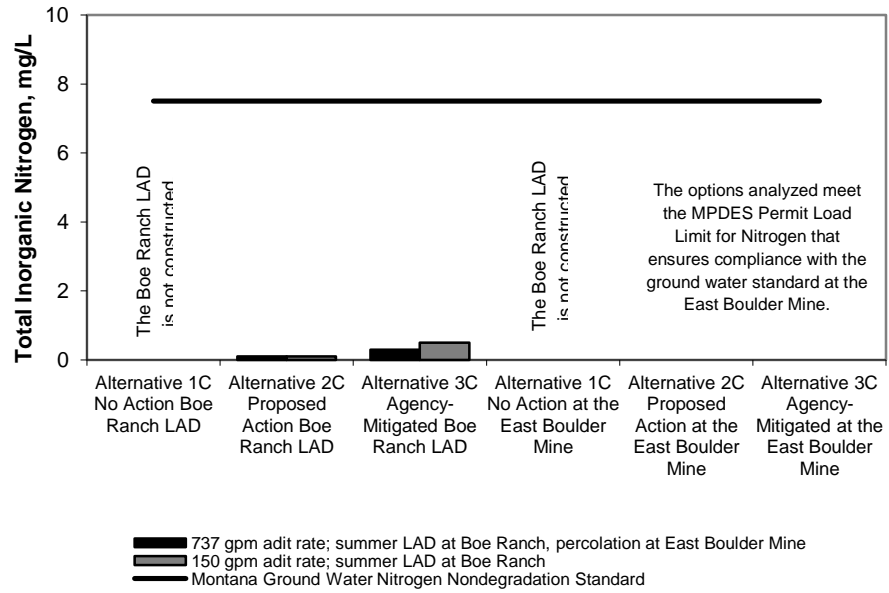 Total Inorganic Nitrogen, mg/L
10
8
6
4
2
0
The Boe Ranch LAD
is not constructed
The Boe Ranch LAD
is not constructed
The options analyzed meet
the MPDES Permit Load
Limit for Nitrogen that
ensures compliance with the
ground water standard at the
East Boulder Mine.
Alternative 1C
No Action Boe
Ranch LAD
Alternative 2C
Proposed
Action Boe
Ranch LAD
Alternative 3C
Agency-
Mitigated Boe
Ranch LAD
Alternative 1C
No Action at the
East Boulder
Mine
Alternative 2C
Proposed
Action at the
East Boulder
Mine
Alternative 3C
Agency-
Mitigated at the
East Boulder
Mine
737 gpm adit rate; summer LAD at Boe Ranch, percolation at East Boulder Mine
150 gpm adit rate; summer LAD at Boe Ranch
Montana Ground Water Nitrogen Nondegradation Standard